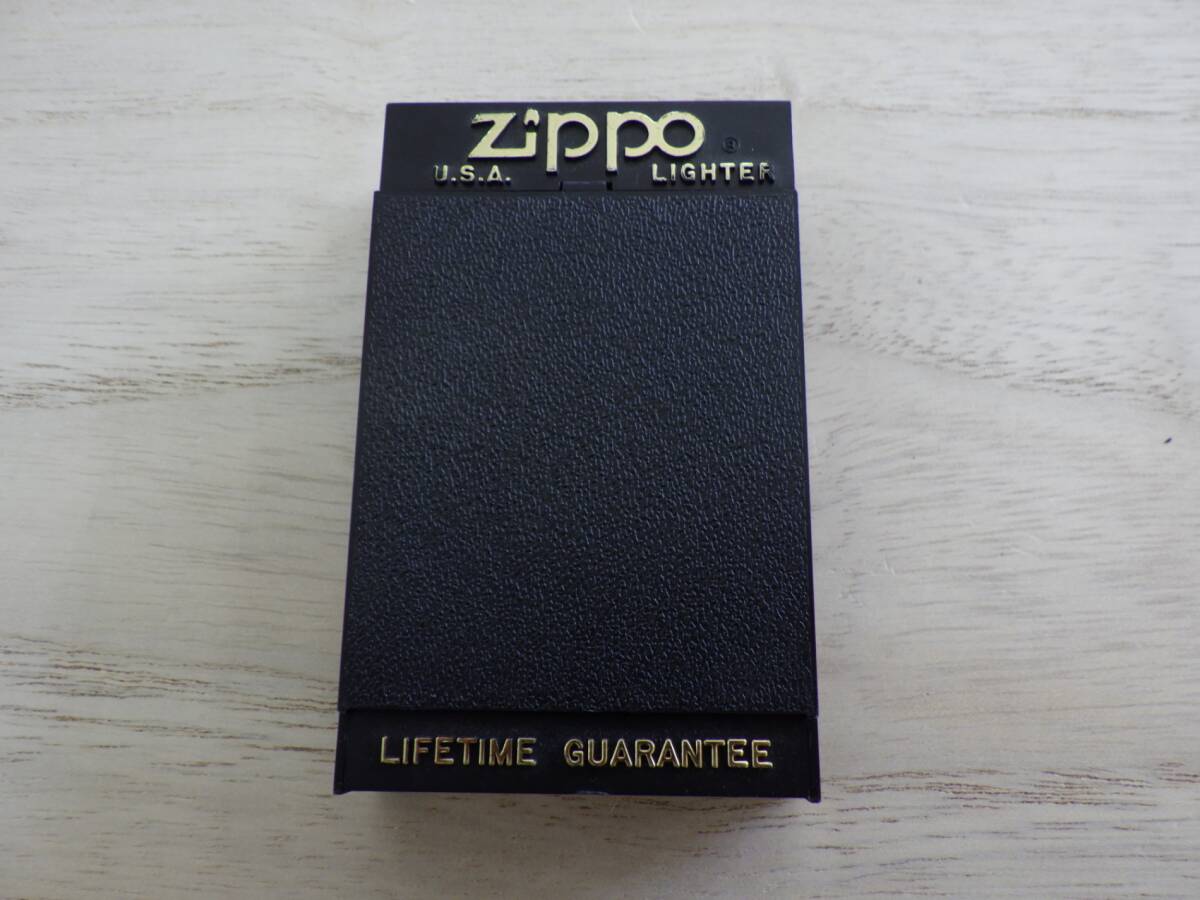 Zippo ®
U.S.A. LIGHTER
LIFETIME GUARANTEE